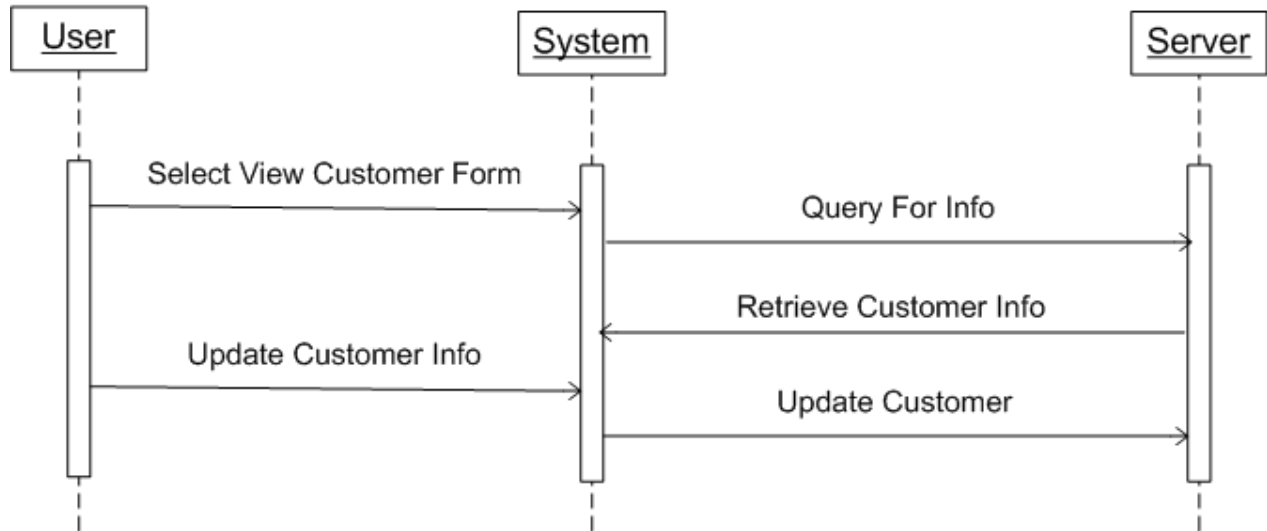 User
System
Server
Select View Customer Form
Query For Info
Retrieve Customer Info
Update Customer Info
Update Customer